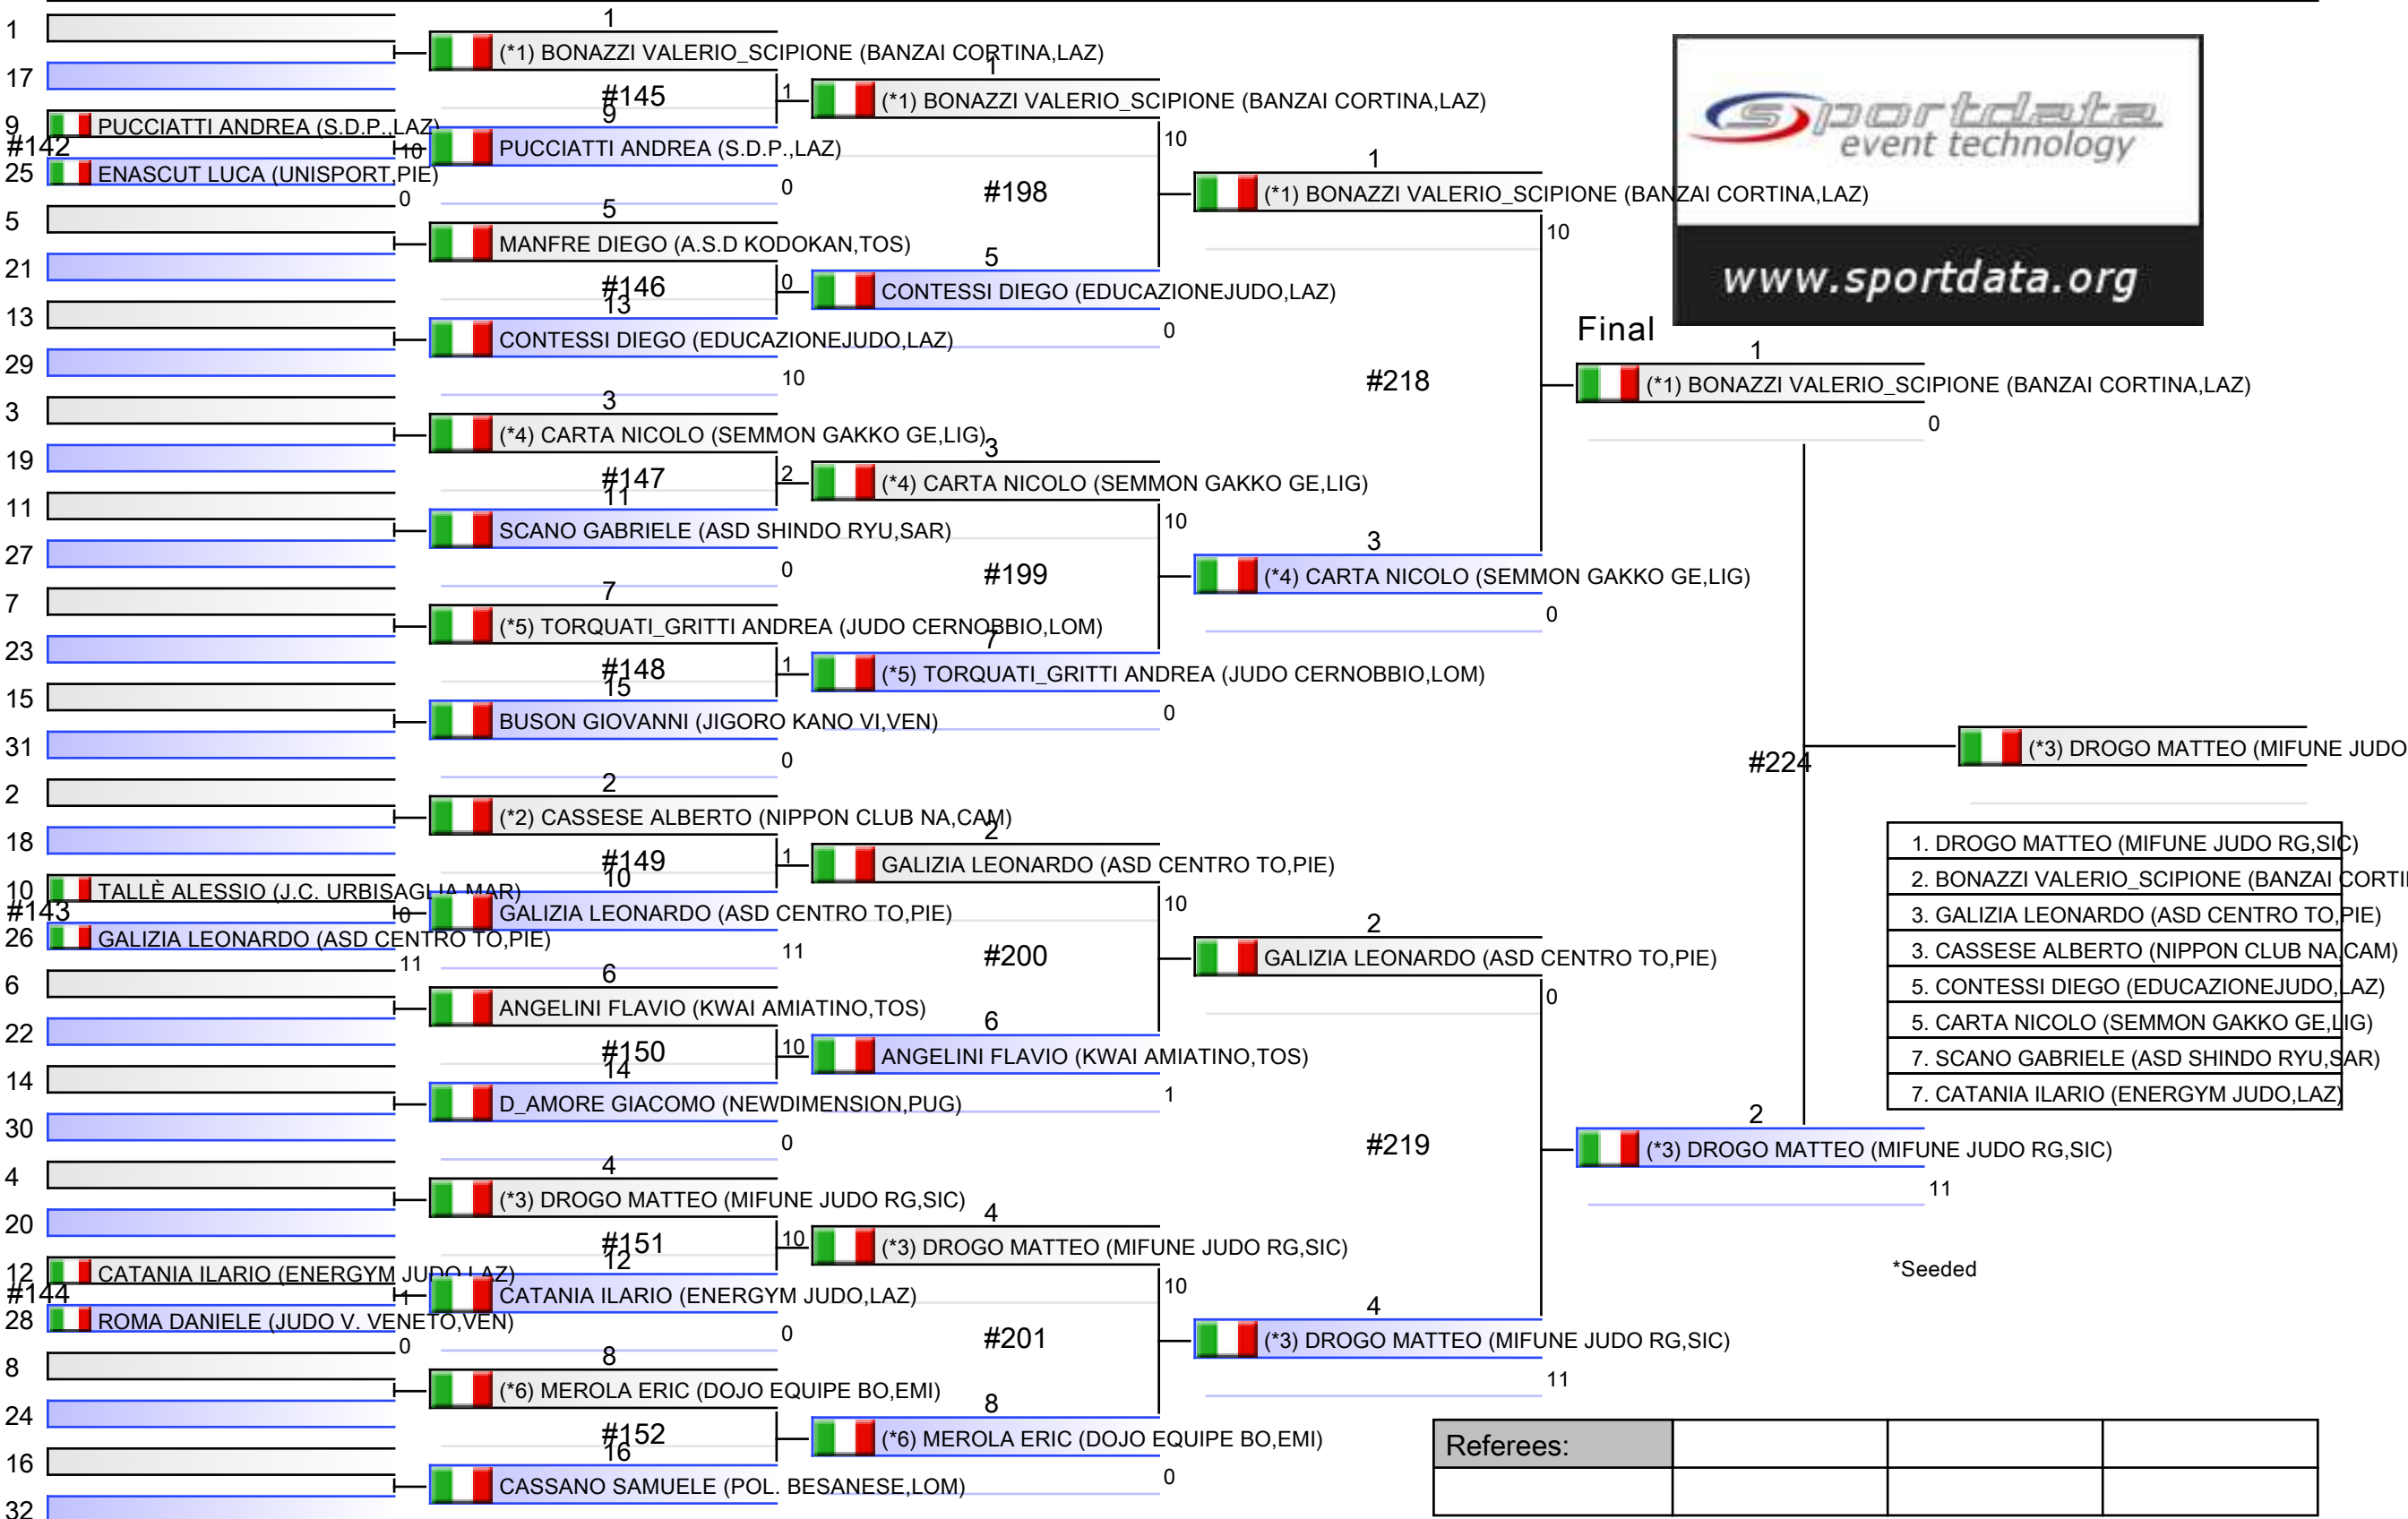 1
17
9 PUCCIATTI ANDREA (S.D.P.,LAZ)
#142 10
25 ENASCUT LUCA (UNISPORT,PIE)
0
5
21
13
29
3
19
11
27
7
23
15
31
2
18
10 TALLÈ ALESSIO (J.C. URBISAGLIA,MAR)
#143 0
26 GALIZIA LEONARDO (ASD CENTRO TO,PIE)
11
6
22
14
30
4
20
12 CATANIA ILARIO (ENERGYM JUDO,LAZ)
#144 1
28 ROMA DANIELE (JUDO V. VENETO,VEN)
0
8
24
16
32
1
(*1) BONAZZI VALERIO_SCIPIONE (BANZAI CORTINA,LAZ)
#145 1
9
PUCCIATTI ANDREA (S.D.P.,LAZ)
0
5
MANFRE DIEGO (A.S.D KODOKAN,TOS)
#146 0
13
CONTESSI DIEGO (EDUCAZIONEJUDO,LAZ)
10
3
(*4) CARTA NICOLO (SEMMON GAKKO GE,LIG)
#147 2
11
SCANO GABRIELE (ASD SHINDO RYU,SAR)
0
7
(*5) TORQUATI_GRITTI ANDREA (JUDO CERNOBBIO,LOM)
#148 1
15
BUSON GIOVANNI (JIGORO KANO VI,VEN)
0
2
(*2) CASSESE ALBERTO (NIPPON CLUB NA,CAM)
#149 1
10
GALIZIA LEONARDO (ASD CENTRO TO,PIE)
11
6
ANGELINI FLAVIO (KWAI AMIATINO,TOS)
#150 10
14
D_AMORE GIACOMO (NEWDIMENSION,PUG)
0
4
(*3) DROGO MATTEO (MIFUNE JUDO RG,SIC)
#151 10
12
CATANIA ILARIO (ENERGYM JUDO,LAZ)
0
8
(*6) MEROLA ERIC (DOJO EQUIPE BO,EMI)
#152
16
CASSANO SAMUELE (POL. BESANESE,LOM)
1
(*1) BONAZZI VALERIO_SCIPIONE (BANZAI CORTINA,LAZ)
10
#198
5
CONTESSI DIEGO (EDUCAZIONEJUDO,LAZ)
0
3
(*4) CARTA NICOLO (SEMMON GAKKO GE,LIG)
10
#199
7
(*5) TORQUATI_GRITTI ANDREA (JUDO CERNOBBIO,LOM)
0
2
GALIZIA LEONARDO (ASD CENTRO TO,PIE)
10
#200
6
ANGELINI FLAVIO (KWAI AMIATINO,TOS)
1
4
(*3) DROGO MATTEO (MIFUNE JUDO RG,SIC)
10
#201
8
(*6) MEROLA ERIC (DOJO EQUIPE BO,EMI)
0
1
(*1) BONAZZI VALERIO_SCIPIONE (BANZAI CORTINA,LAZ)
10
#218
3
(*4) CARTA NICOLO (SEMMON GAKKO GE,LIG)
0
2
GALIZIA LEONARDO (ASD CENTRO TO,PIE)
0
#219
4
(*3) DROGO MATTEO (MIFUNE JUDO RG,SIC)
11
sportdata
event technology
www.sportdata.org
Final
1
(*1) BONAZZI VALERIO_SCIPIONE (BANZAI CORTINA,LAZ)
0
#224
2
(*3) DROGO MATTEO (MIFUNE JUDO RG,SIC)
11
(*3) DROGO MATTEO (MIFUNE JUDO
1. DROGO MATTEO (MIFUNE JUDO RG,SIC)
2. BONAZZI VALERIO_SCIPIONE (BANZAI
3. GALIZIA LEONARDO (ASD CENTRO TO,PIE)
3. CASSESE ALBERTO (NIPPON CLUB NA,CAM)
5. CONTESSI DIEGO (EDUCAZIONEJUDO,LAZ)
5. CARTA NICOLO (SEMMON GAKKO GE,LIG)
7. SCANO GABRIELE (ASD SHINDO RYU,SAR)
7. CATANIA ILARIO (ENERGYM JUDO,LAZ)
*Seeded
Referees: